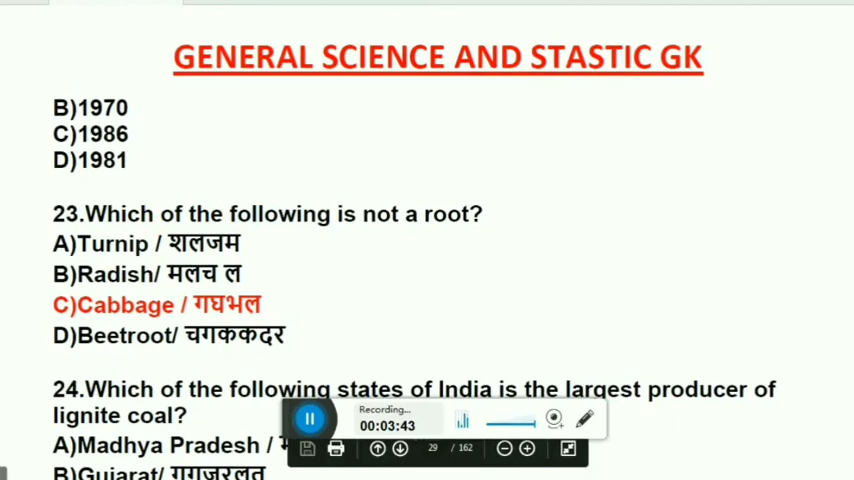 GENERAL SCIENCE AND STASTIC GK
B)1970
C)1986
D)1981
23.Which of the following is not a root?
A)Turnip / शलजम
B)Radish/ मलच ल
C)Cabbage / गघभल
D)Beetroot/ चगककदर
24.Which of the following states of India is the largest producer of
lignite coal?
Recording...
00:03:43
A)Madhya Pradesh /
29 / 162
B)Gujarat/ गगजरलत